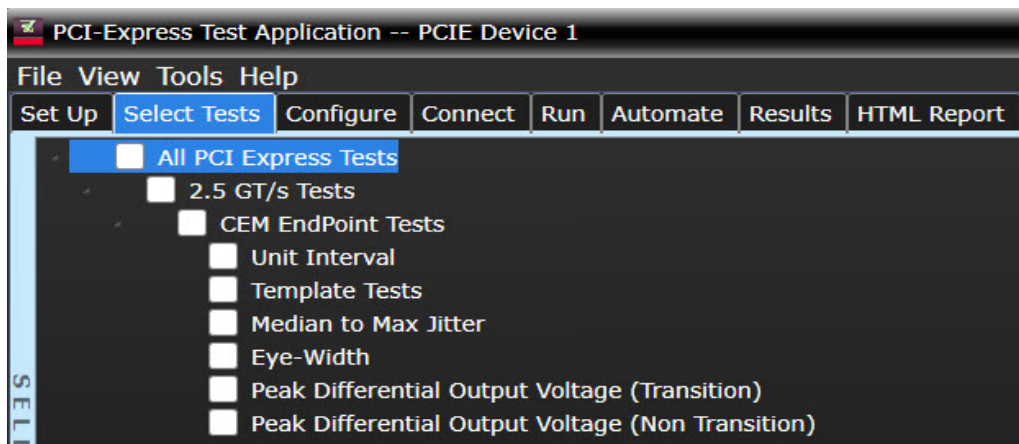 PCI-Express Test Application -- PCIE Device 1
File View Tools Help
Set Up Select Tests Configure Connect Run Automate Results HTML Report
All PCI Express Tests
2.5 GT/s Tests
CEM EndPoint Tests
Unit Interval
Template Tests
Median to Max Jitter
Eye-Width
Peak Differential Output Voltage (Transition)
Peak Differential Output Voltage (Non Transition)